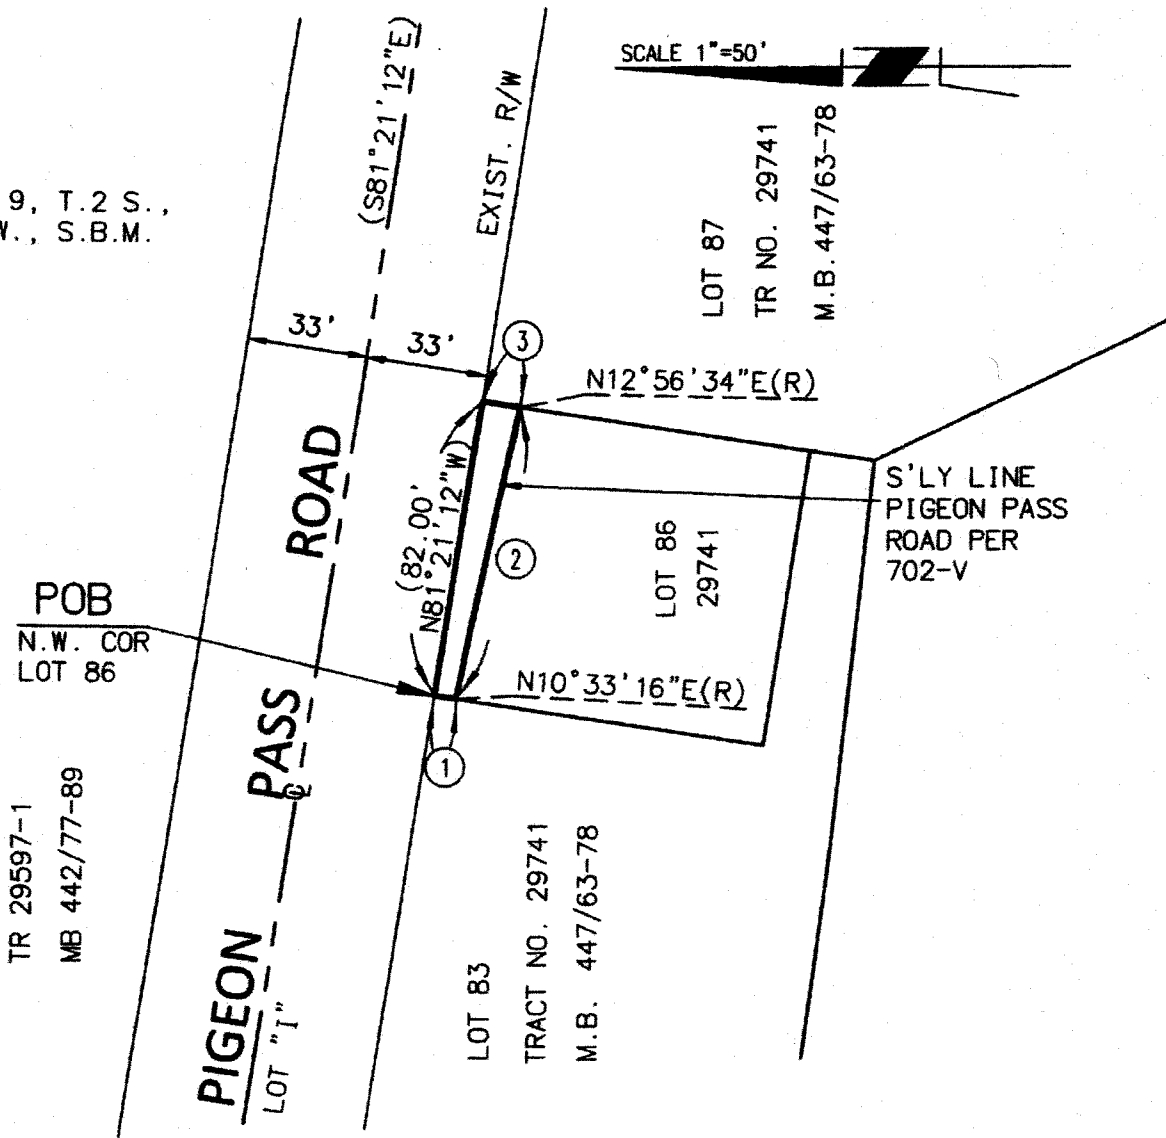 SCALE 1"=50'
(S81°21'12"E)
EXIST. R/W
9, T.2 S.,
W., S.B.M.
LOT 87
TR NO. 29741
M.B. 447/63-78
33'
33'
3
N12°56'34"E(R)
PIGEON PASS ROAD
LOT "I"
(82.00'
N81°21'12"W)
2
LOT 86
29741
S'LY LINE
PIGEON PASS
ROAD PER
702-V
POB
N.W. COR
LOT 86
N10°33'16"E(R)
1
TR 29597-1
MB 442/77-89
LOT 83
TRACT NO. 29741
M.B. 447/63-78